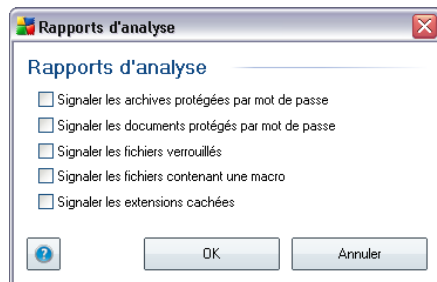 Rapports d'analyse
Rapports d'analyse
Signaler les archives protégées par mot de passe
Signaler les documents protégés par mot de passe
Signaler les fichiers verrouillés
Signaler les fichiers contenant une macro
Signaler les extensions cachées
? OK Annuler